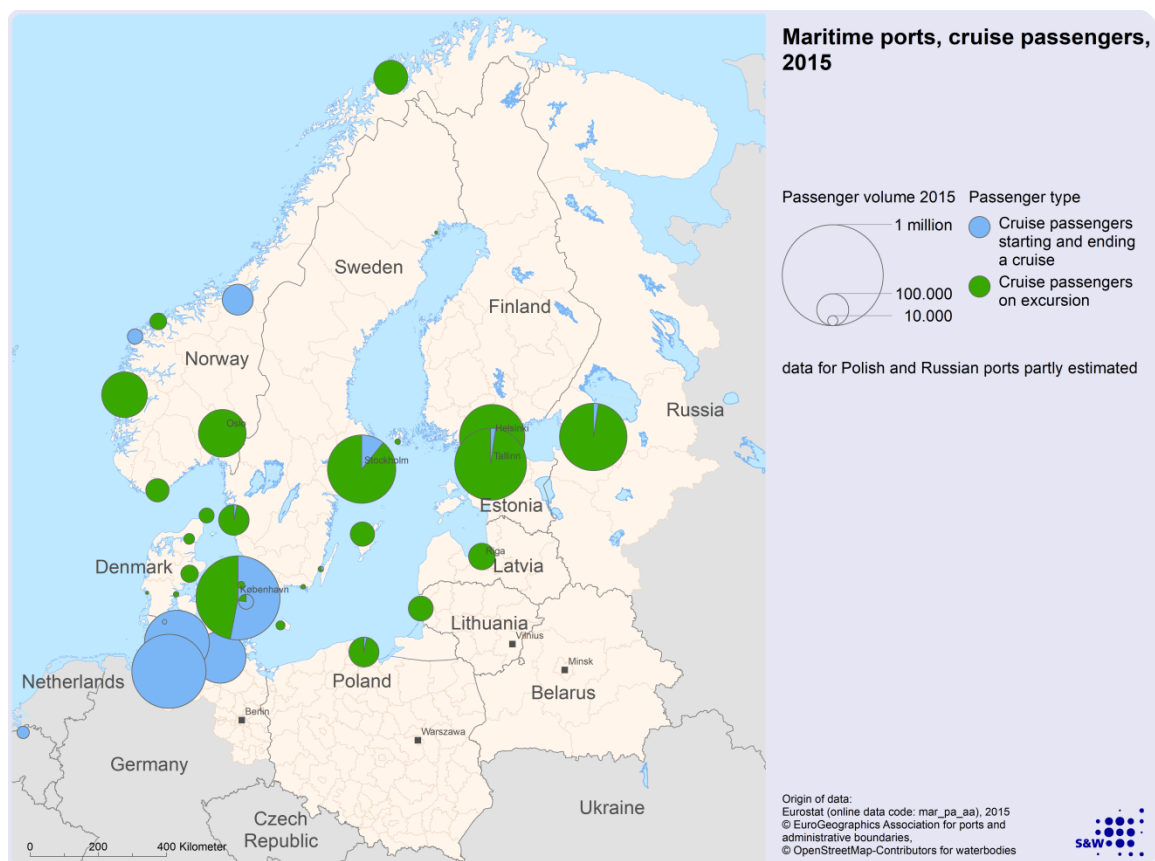 Maritime ports, cruise passengers,
2015
Passenger volume 2015
Passenger type
1 million
100.000
10.000
Cruise passengers
starting and ending
a cruise
Cruise passengers
on excursion
data for Polish and Russian ports partly estimated
Sweden
Finland
Norway
Russia
Oslo
Helsinki
Stockholm
Tallinn
Estonia
Riga
Latvia
Denmark
København
Lithuania
Vilnius
Minsk
Netherlands
Poland
Belarus
Berlin
Warszawa
Germany
Ukraine
Czech
Republic
0 200 400 Kilometer
Origin of data:
Eurostat (online data code: mar_pa_aa), 2015
© EuroGeographics Association for ports and
administrative boundaries,
© OpenStreetMap-Contributors for waterbodies
S&W